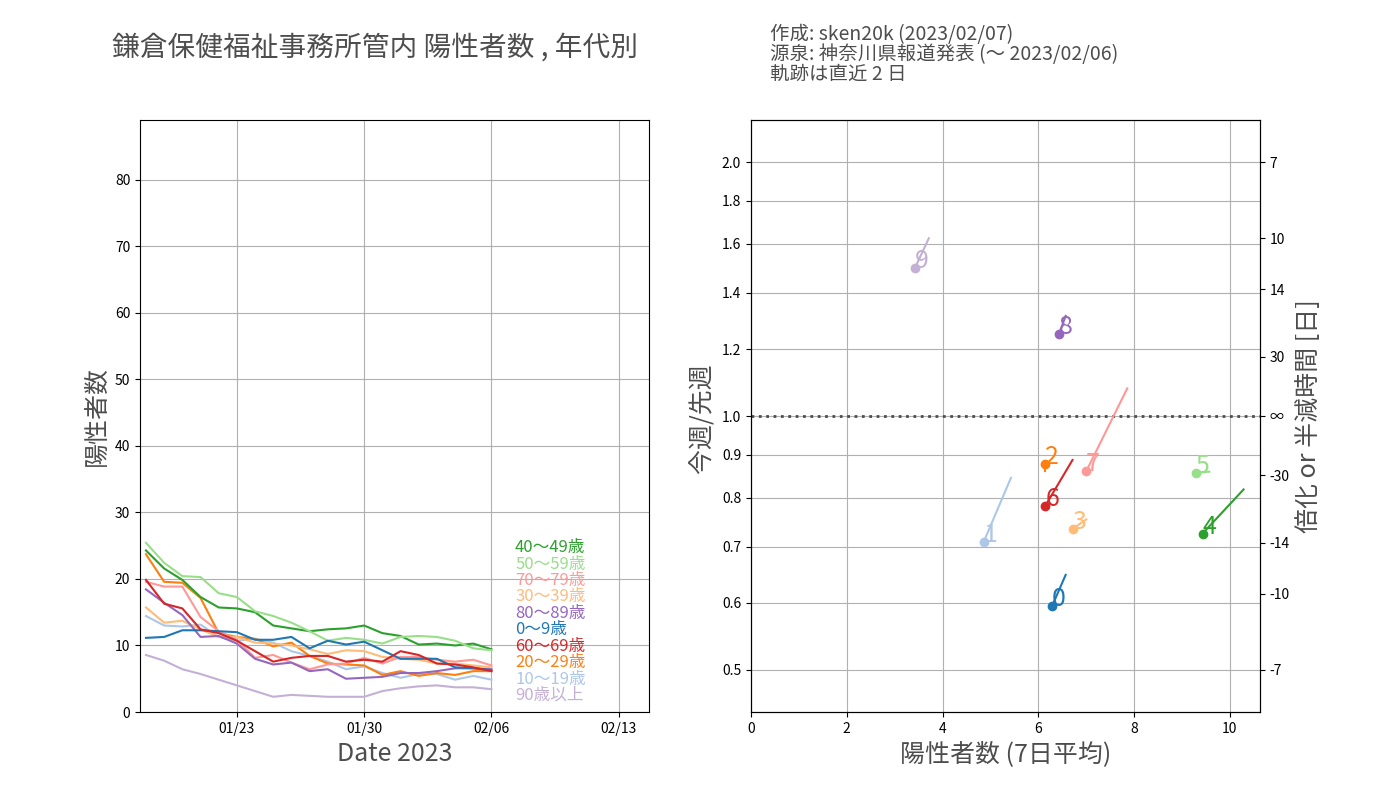 鎌倉保健福祉事務所管内 陽性者数 , 年代別
作成: sken20k (2023/02/07)
源泉: 神奈川県報道発表 (～ 2023/02/06)
軌跡は直近 2 日
陽性者数
80
70
60
50
40
30
20
10
0
01/23
01/30
02/06
02/13
Date 2023
40～49歳
50～59歳
70～79歳
30～39歳
80～89歳
0～9歳
60～69歳
20～29歳
10～19歳
90歳以上
今週/先週
2.0
1.8
1.6
1.4
1.2
1.0
0.9
0.8
0.7
0.6
0.5
9
8
2
7
5
6
3
4
1
0
0
2
4
6
8
10
陽性者数 (7日平均)
7
10
14
30
∞
-30
-14
-10
-7
倍化 or 半減時間 [日]